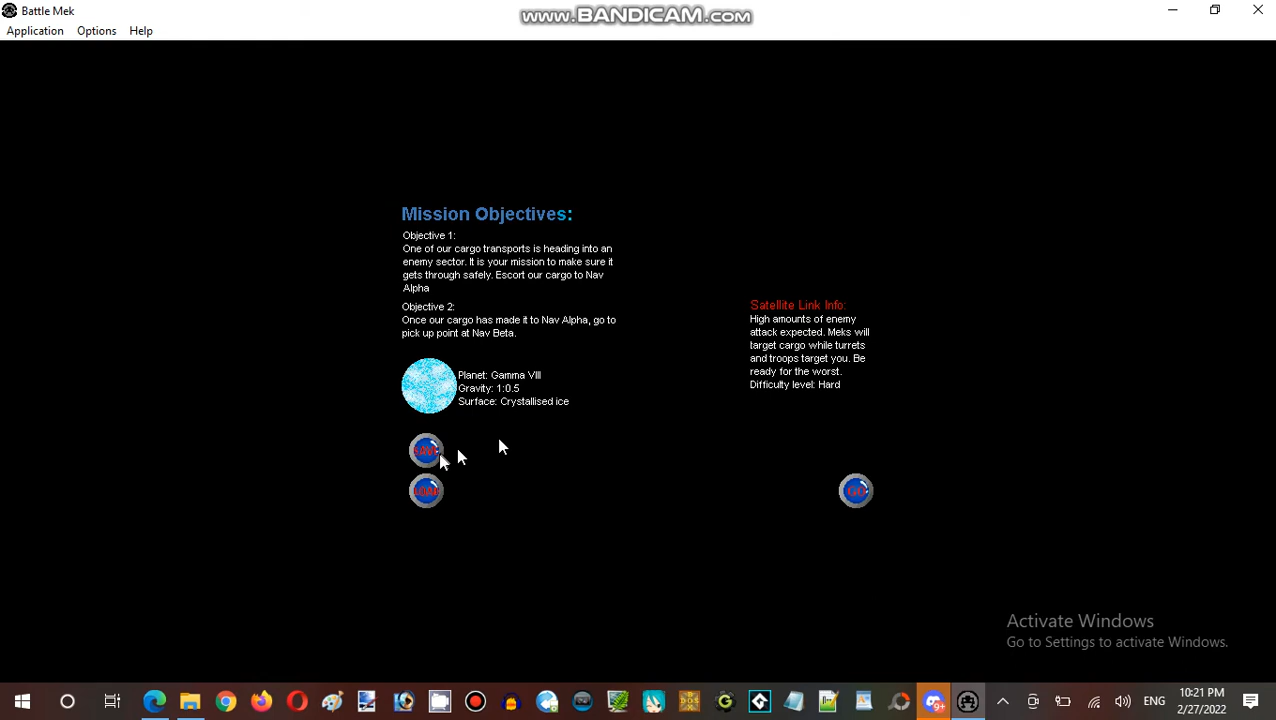 Battle Mek
www.BANDICAM.com
Application Options Help
Mission Objectives:
Objective 1:
One of our cargo transports is heading into an
enemy sector. It is your mission to make sure it
gets through safely. Escort our cargo to Nav
Alpha
Objective 2:
Once our cargo has made it to Nav Alpha, go to
pick up point at Nav Beta.
Planet: Gamma VIII
Gravity: 1:0.5
Surface: Crystallised ice
SAVE
LOAD
Satellite Link Info:
High amounts of enemy
attack expected. Meks will
target cargo while turrets
and troops target you. Be
ready for the worst.
Difficulty level: Hard
GO
Activate Windows
Go to Settings to activate Windows.
ENG
10:21 PM
2/27/2022